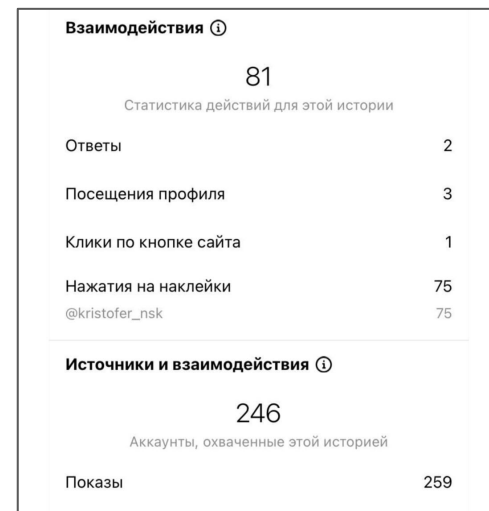 Взаимодействия
81
Статистика действий для этой истории
Ответы 2
Посещения профиля 3
Клики по кнопке сайта 1
Нажатия на наклейки 75
@kristofer_nsk 75
Источники и взаимодействия
246
Аккаунты, охваченные этой историей
Показы 259